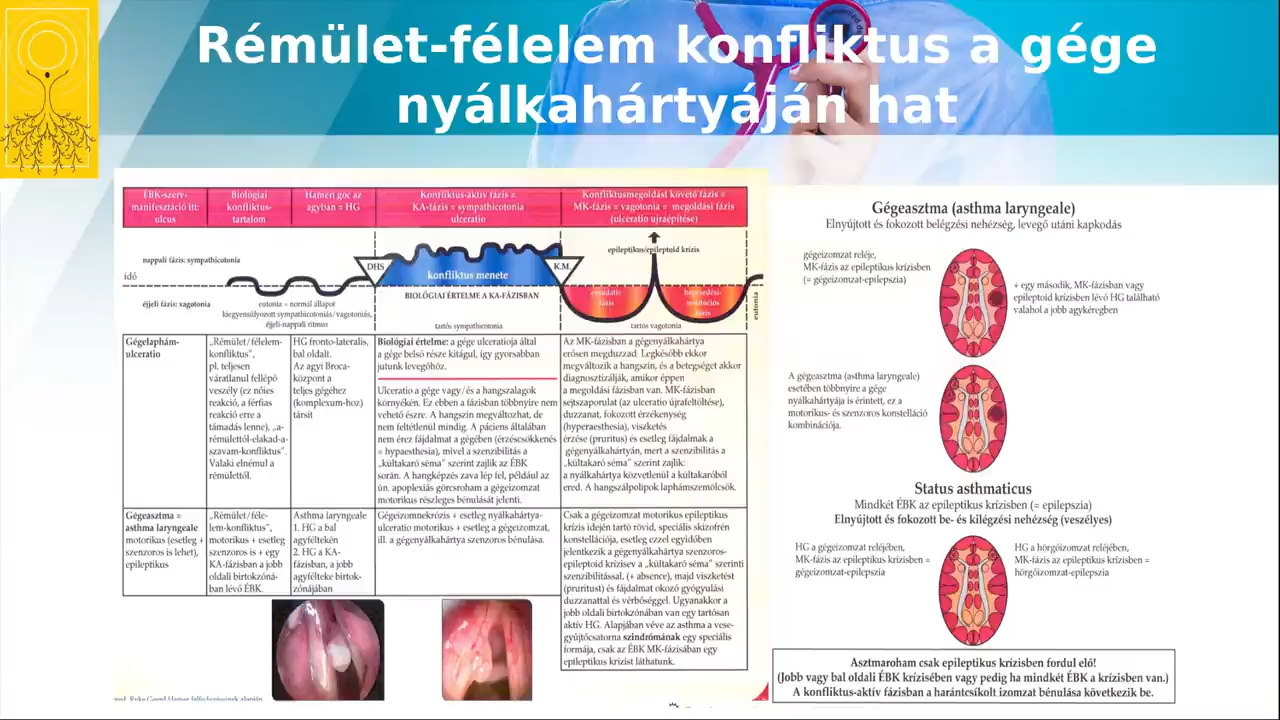 Rémület-félelem konfliktus a gége
nyálkahártyáján hat
ÉBK-szerv-
manifesztáció itt:
ulcus
Biológiai
konfliktus-
tartalom
Hameri góc az
agyban = HG
Konfliktus-aktív fázis =
KA-fázis = sympathicotonia
ulceratio
Konfliktusmegoldást követő fázis =
MK-fázis = vagotonia = megoldási fázis
(ulceratio újraépítése)
nappali fázis: sympathicotonia
idő
éjjeli fázis: vagotonia
eutonia = normál állapot
kiegyensúlyozott sympathicotoniás/vagotoniás,
éjjeli-nappali ritmus
DHS
konfliktus menete
K.M.
BIOLÓGIAI ÉRTELME A KA-FÁZISBAN
tartós sympathicotonia
epileptikus/epileptoid krízis
exsudatív
fázis
hegesedési-
restitúciós
fázis
tartós vagotonia
eutonia
Gégelaphám-
ulceratio
„Rémület/félelem-
konfliktus”,
pl. teljesen
váratlanul fellépő
veszély (ez nőies
reakció, a férfias
reakció erre a
támadás lenne), „a-
rémülettől-elakad-a-
szavam-konfliktus”.
Valaki elnémul a
rémülettől.
HG fronto-lateralis,
bal oldalt.
Az agyi Broca-
központ a
teljes gégéhez
(komplexum-hoz)
társít
Biológiai értelme: a gége ulceratioja által
a gége belső része kitágul, így gyorsabban
jutunk levegőhöz.
Ulceratio a gége vagy/és a hangszalagok
környékén. Ez ebben a fázisban többnyire nem
vehető észre. A hangszín megváltozhat, de
nem feltétlenül mindig. A páciens általában
nem érez fájdalmat a gégében (érzéscsökkenés
= hypaesthesia), mivel a szenzibilitás a
„kültakaró séma” szerint zajlik az ÉBK
során. A hangképzés zava lép fel, például az
ún. apoplexiás görcsroham a gégeizomzat
motorikus részleges bénulását jelenti.
Az MK-fázisban a gégenyálkahártya
erősen megduzzad. Legkésőbb ekkor
megváltozik a hangszín, és a betegséget akkor
diagnosztizálják, amikor éppen
a megoldási fázisban van. MK-fázisban
sejtszaporulat (az ulceratio újrafeltöltése),
duzzanat, fokozott érzékenység
(hyperaesthesia), viszketés
érzése (pruritus) és esetleg fájdalmak a
gégenyálkahártyán, mert a szenzibilitás a
„kültakaró séma” szerint zajlik:
a nyálkahártya közvetlenül a kültakaróból
ered. A hangszálpolipok laphámszemölcsök.
Gégeasztma =
asthma laryngeale
motorikus (esetleg +
szenzoros is lehet),
epileptikus
„Rémület/féle-
lem-konfliktus”,
motorikus + esetleg
szenzoros is + egy
KA-fázisban a jobb
oldali birtokzóná-
ban lévő ÉBK.
Asthma laryngeale
1. HG a bal
agyféltekén
2. HG a KA-
fázisban, a jobb
agyfélteke birtok-
zónájában
Gégeizomnekrózis + esetleg nyálkahártya-
ulceratio motorikus + esetleg a gégeizomzat,
ill. a gégenyálkahártya szenzoros bénulása.
Csak a gégeizomzat motorikus epileptikus
krízis idején tartó rövid, speciális skizofrén
konstellációja, esetleg ezzel egyidőben
jelentkezik a gégenyálkahártya szenzoros-
epileptoid krízisev a „kültakaró séma” szerinti
szenzibilitással, (+ absence), majd viszketést
(pruritust) és fájdalmat okozó gyógyulási
duzzanattal és vérbőséggel. Ugyanakkor a
jobb oldali birtokzónában van egy tartósan
aktív HG. Alapjában véve az asthma a vese-
gyűjtőcsatorna szindrómának egy speciális
formája, csak az ÉBK MK-fázisában egy
epileptikus krízist láthatunk.
Gégeasztma (asthma laryngeale)
Elnyújtott és fokozott belégzési nehézség, levegő utáni kapkodás
gégeizomzat reléje,
MK-fázis az epileptikus krízisben
(= gégeizomzat-epilepszia)
+ egy második, MK-fázisban vagy
epileptoid krízisben lévő HG található
valahol a jobb agykéregben
A gégeasztma (asthma laryngeale)
esetében többnyire a gége
nyálkahártyája is érintett, ez a
motorikus- és szenzoros konstelláció
kombinációja.
Status asthmaticus
Mindkét ÉBK az epileptikus krízisben (= epilepszia)
Elnyújtott és fokozott be- és kilégzési nehézség (veszélyes)
HG a gégeizomzat reléjében,
MK-fázis az epileptikus krízisben =
gégeizomzat-epilepszia
HG a hörgőizomzat reléjében,
MK-fázis az epileptikus krízisben =
hörgőizomzat-epilepszia
Asztmaroham csak epileptikus krízisben fordul elő!
(Jobb vagy bal oldali ÉBK krízisében vagy pedig ha mindkét ÉBK a krízisben van.)
A konfliktus-aktív fázisban a harántcsíkolt izomzat bénulása következik be.